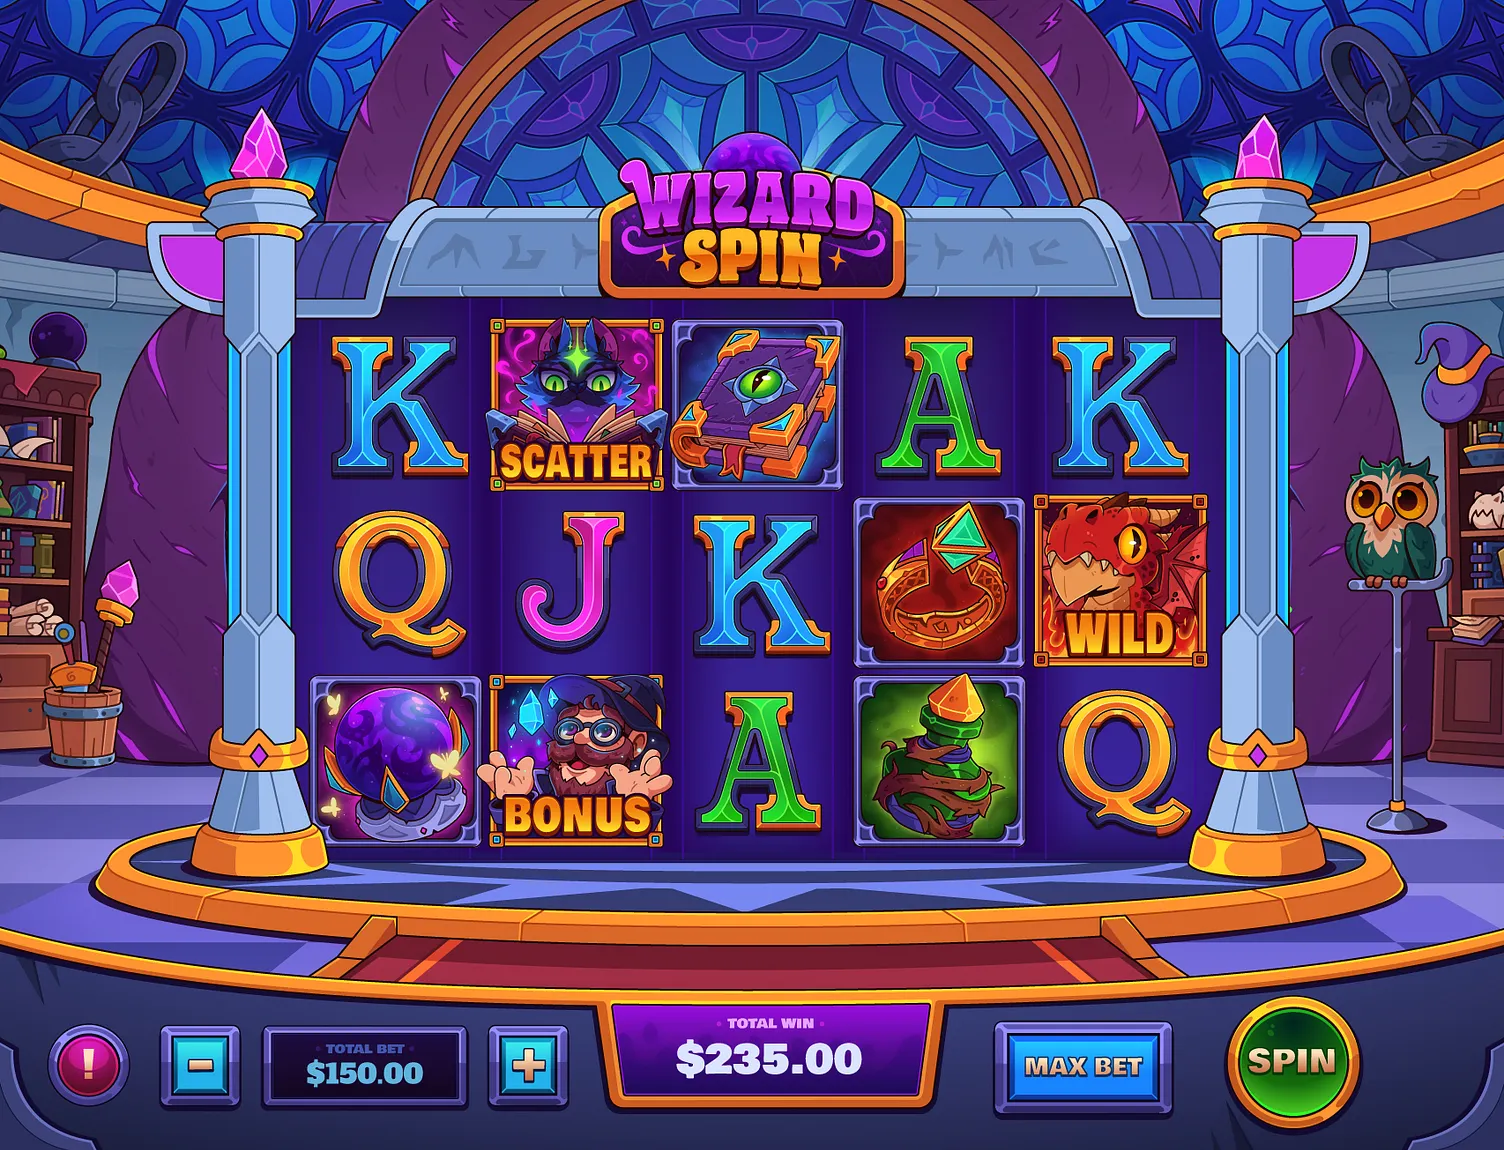 WIZARD
SPIN
K
SCATTER
A
K
Q
J
K
WILD
BONUS
A
Q
!
-
TOTAL BET
$150.00
+
TOTAL WIN
$235.00
MAX BET
SPIN